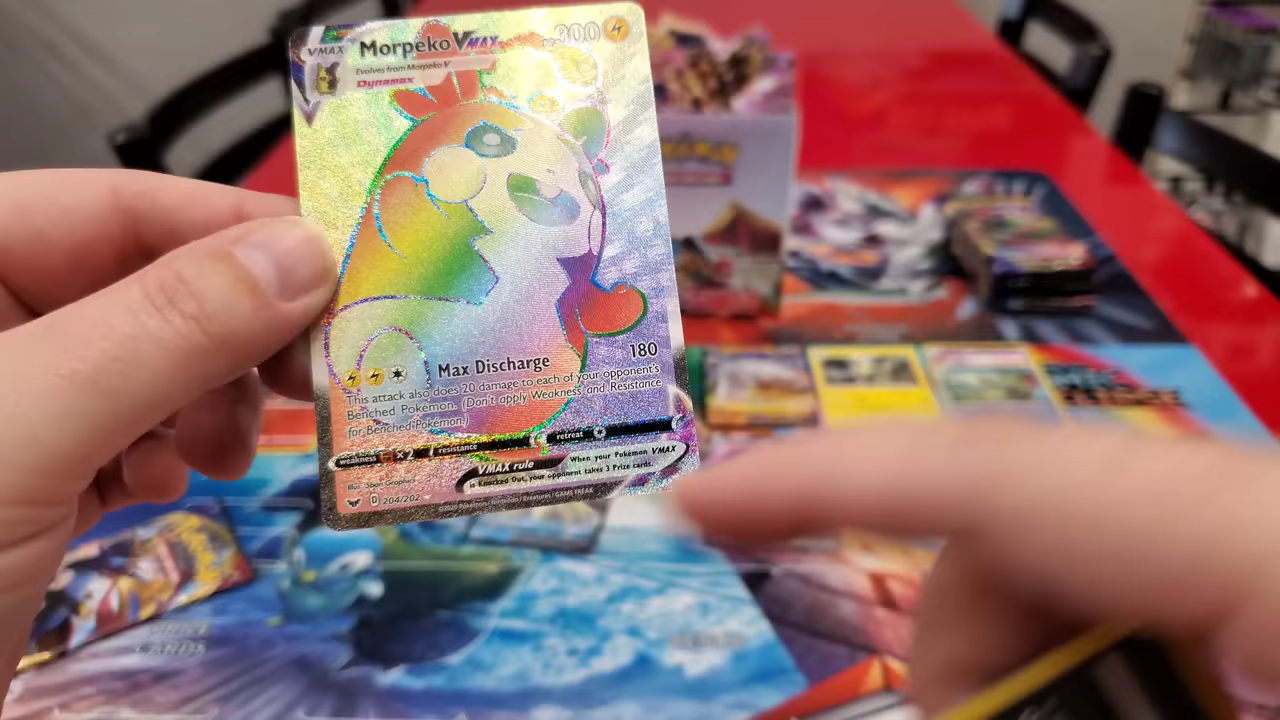 VMAX Morpeko VMAX 300
Evolves from Morpeko V
Dynamax
Max Discharge 180
This attack also does 20 damage to each of your opponent's
Benched Pokémon. (Don't apply Weakness and Resistance
for Benched Pokémon.)
weakness ×2 resistance retreat
VMAX rule When your Pokémon VMAX
is Knocked Out, your opponent takes 3 Prize cards.
Illus. 5ban Graphics
D 204/202
©2020 Pokémon / Nintendo / Creatures / GAME FREAK
PRIZE
CARDS